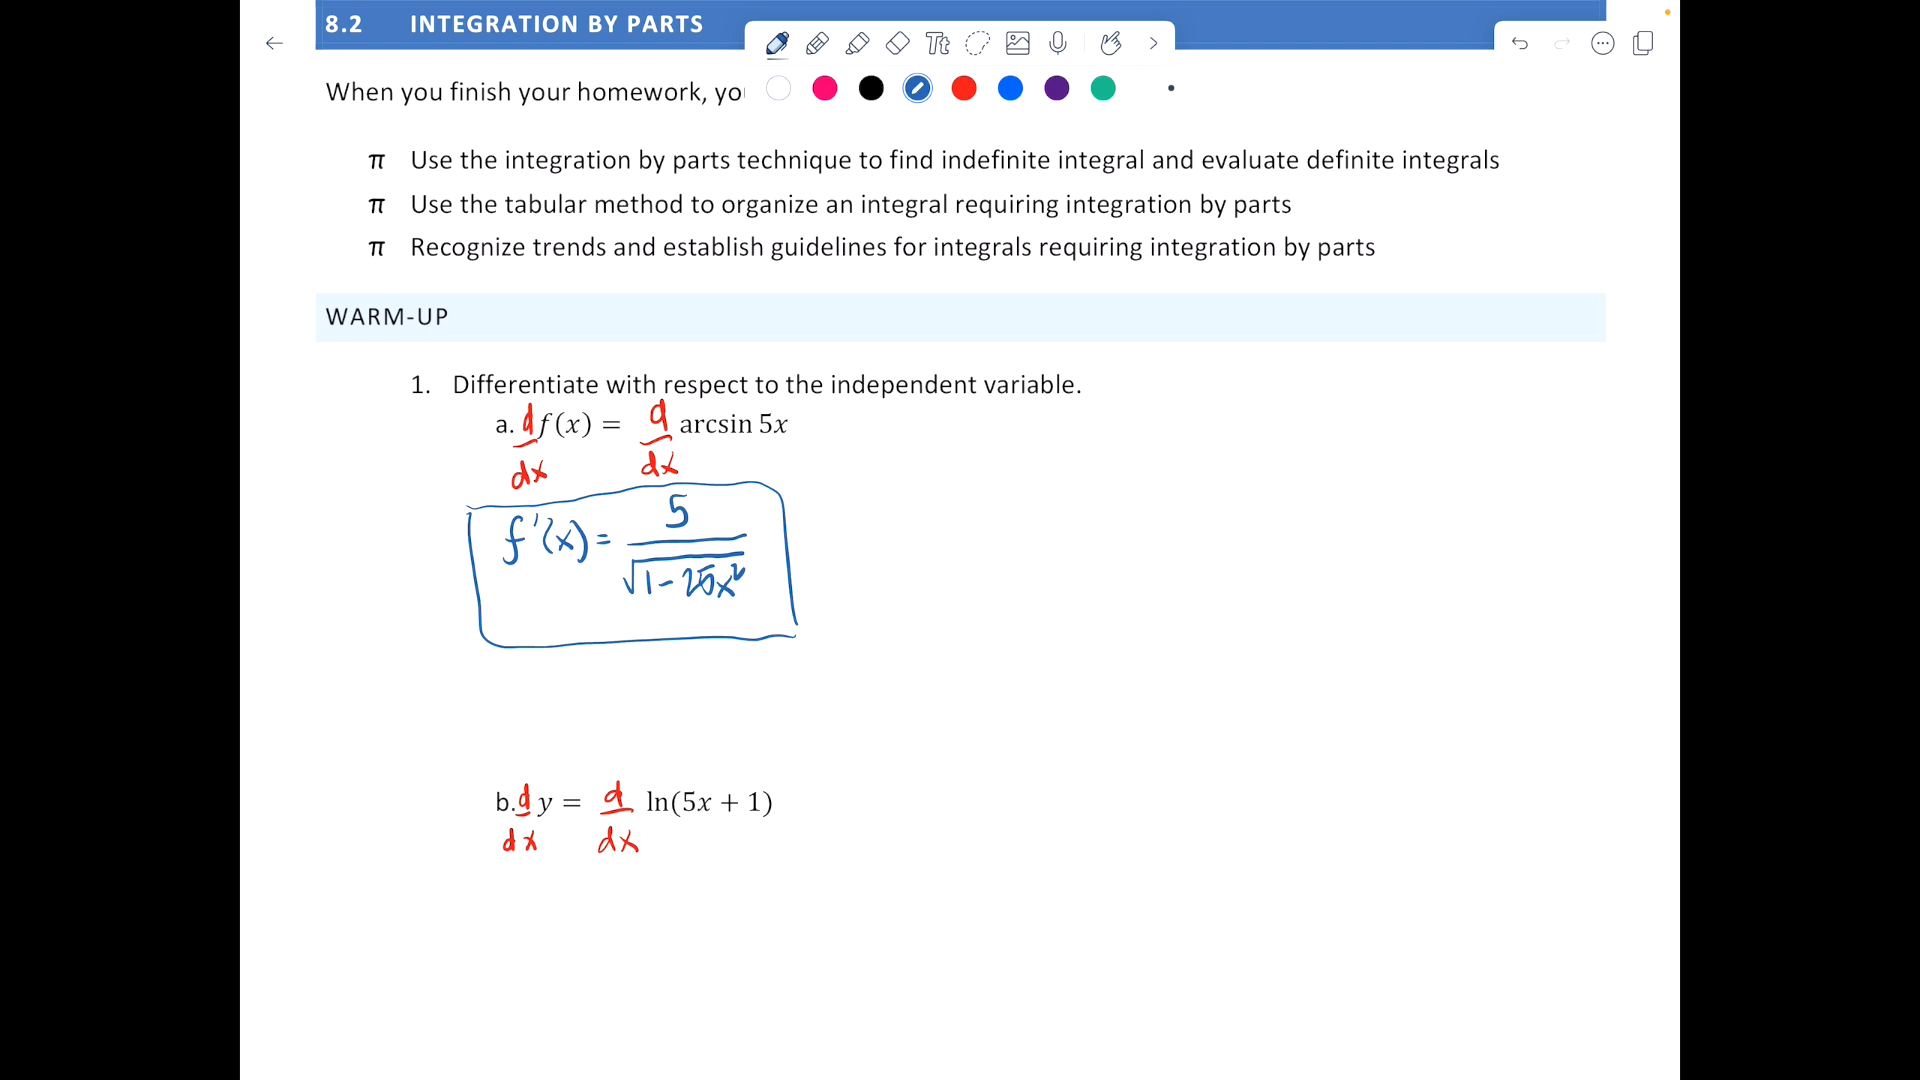 8.2 INTEGRATION BY PARTS
Tt
When you finish your homework, yo
π Use the integration by parts technique to find indefinite integral and evaluate definite integrals
π Use the tabular method to organize an integral requiring integration by parts
π Recognize trends and establish guidelines for integrals requiring integration by parts
WARM-UP
1. Differentiate with respect to the independent variable.
a. d/dx f(x) = d/dx arcsin 5x
f'(x) = 5/√(1-25x²)
b. d/dx y = d/dx ln(5x + 1)